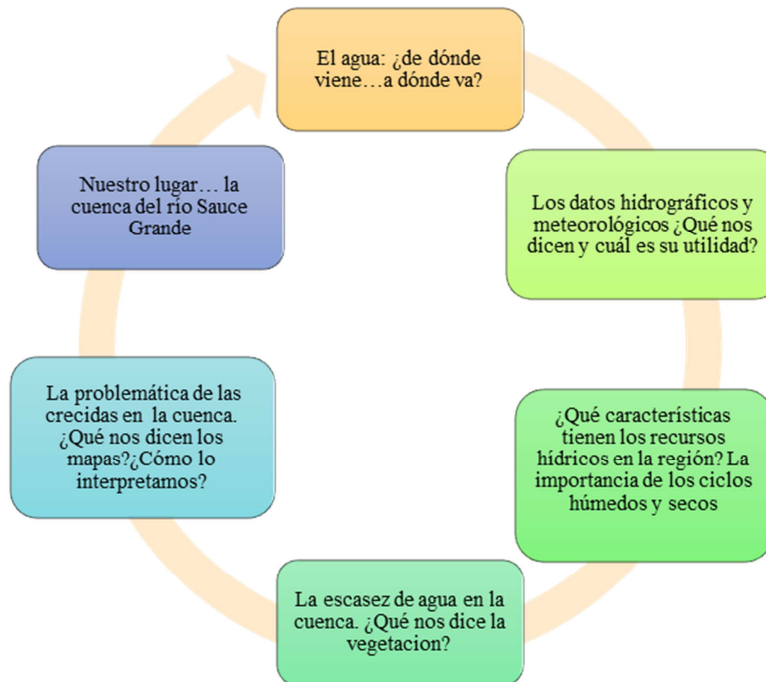 El agua: ¿de dónde
viene…a dónde va?
Los datos hidrográficos y
meteorológicos ¿Qué nos
dicen y cuál es su utilidad?
¿Qué características
tienen los recursos
hídricos en la región? La
importancia de los ciclos
húmedos y secos
La escasez de agua en la
cuenca. ¿Qué nos dice la
vegetacion?
La problemática de las
crecidas en la cuenca.
¿Qué nos dicen los
mapas?¿Cómo lo
interpretamos?
Nuestro lugar… la
cuenca del río Sauce
Grande